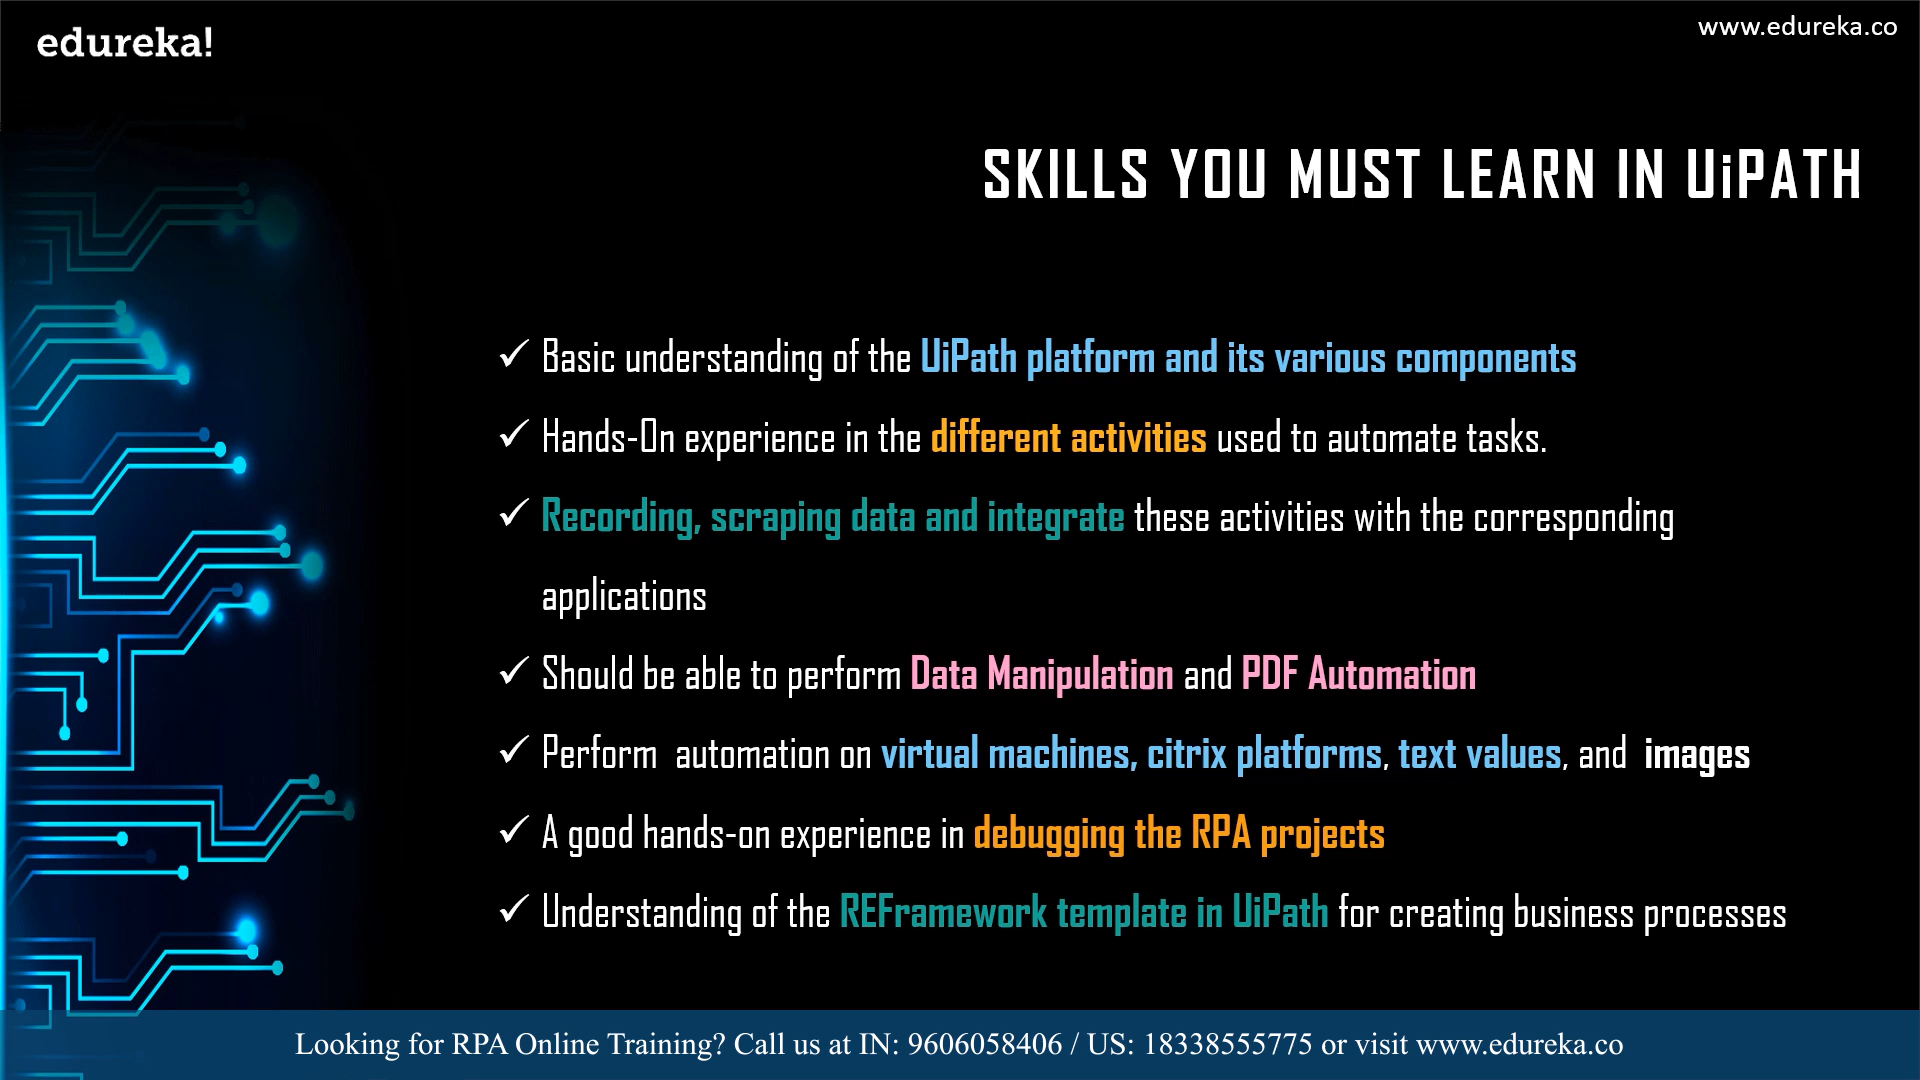 edureka!
www.edureka.co
SKILLS YOU MUST LEARN IN UiPATH
✓ Basic understanding of the UiPath platform and its various components
✓ Hands-On experience in the different activities used to automate tasks.
✓ Recording, scraping data and integrate these activities with the corresponding
applications
✓ Should be able to perform Data Manipulation and PDF Automation
✓ Perform automation on virtual machines, citrix platforms, text values, and images
✓ A good hands-on experience in debugging the RPA projects
✓ Understanding of the REFramework template in UiPath for creating business processes
Looking for RPA Online Training? Call us at IN: 9606058406 / US: 18338555775 or visit www.edureka.co